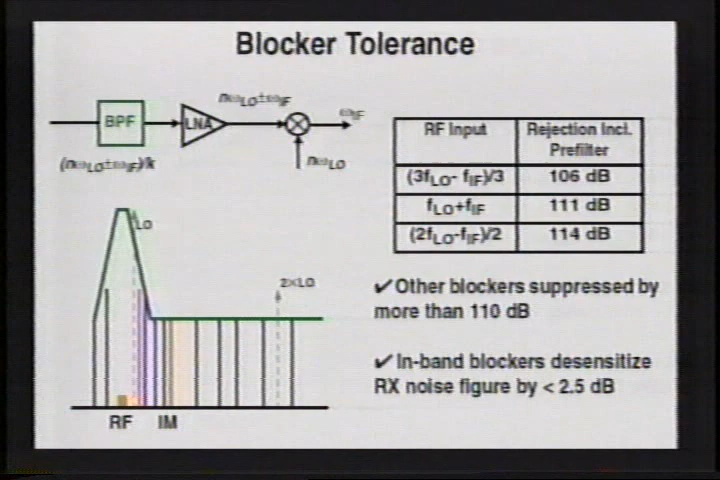 Blocker Tolerance
nωLO±ωIF
ωIF
BPF
LNA
(nωLO±ωIF)/k
nωLO
RF Input
Rejection Incl. Prefilter
(3fLO- fIF)/3
106 dB
fLO+fIF
111 dB
(2fLO-fIF)/2
114 dB
LO
2×LO
RF
IM
✔Other blockers suppressed by
more than 110 dB
✔In-band blockers desensitize
RX noise figure by < 2.5 dB